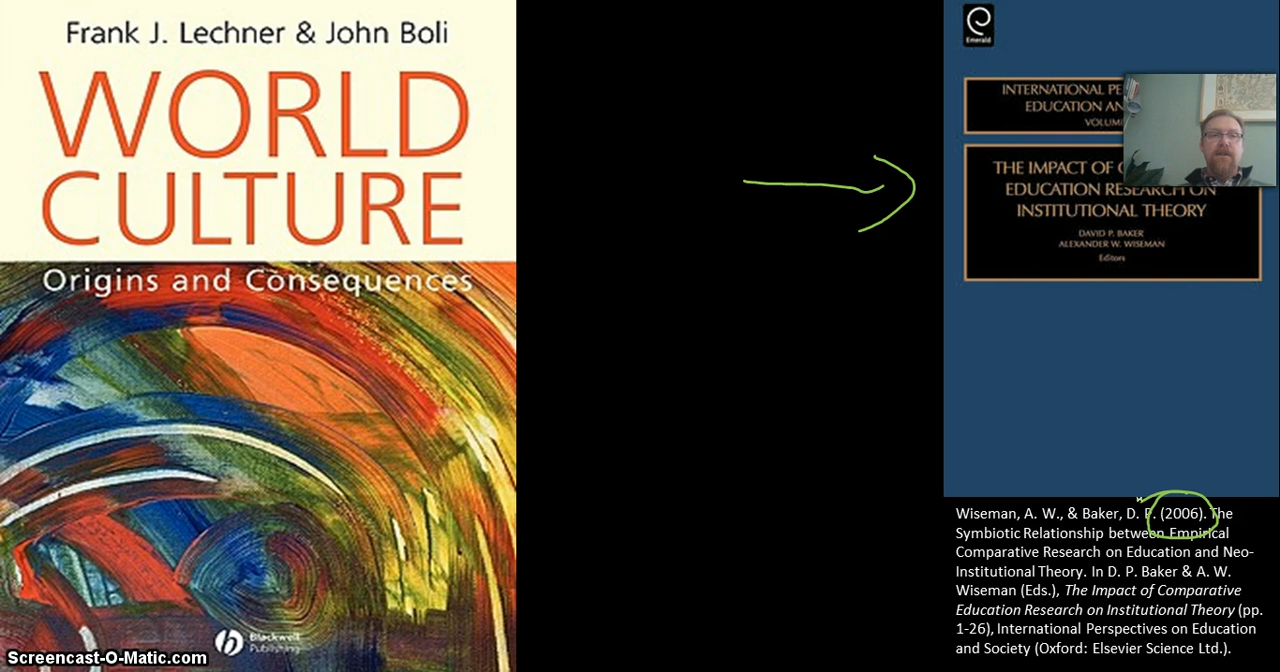 Frank J. Lechner & John Boli
WORLD
CULTURE
Origins and Consequences
Blackwell
Publishing
Screencast-O-Matic.com
Emerald
INTERNATIONAL
EDUCATION
THE IMPACT OF
EDUCATION RESEARCH ON
INSTITUTIONAL THEORY
DAVID P. BAKER
ALEXANDER W. WISEMAN
Editors
Wiseman, A. W., & Baker, D. P. (2006). The
Symbiotic Relationship between Empirical
Comparative Research on Education and Neo-
Institutional Theory. In D. P. Baker & A. W.
Wiseman (Eds.), The Impact of Comparative
Education Research on Institutional Theory (pp.
1-26), International Perspectives on Education
and Society (Oxford: Elsevier Science Ltd.).